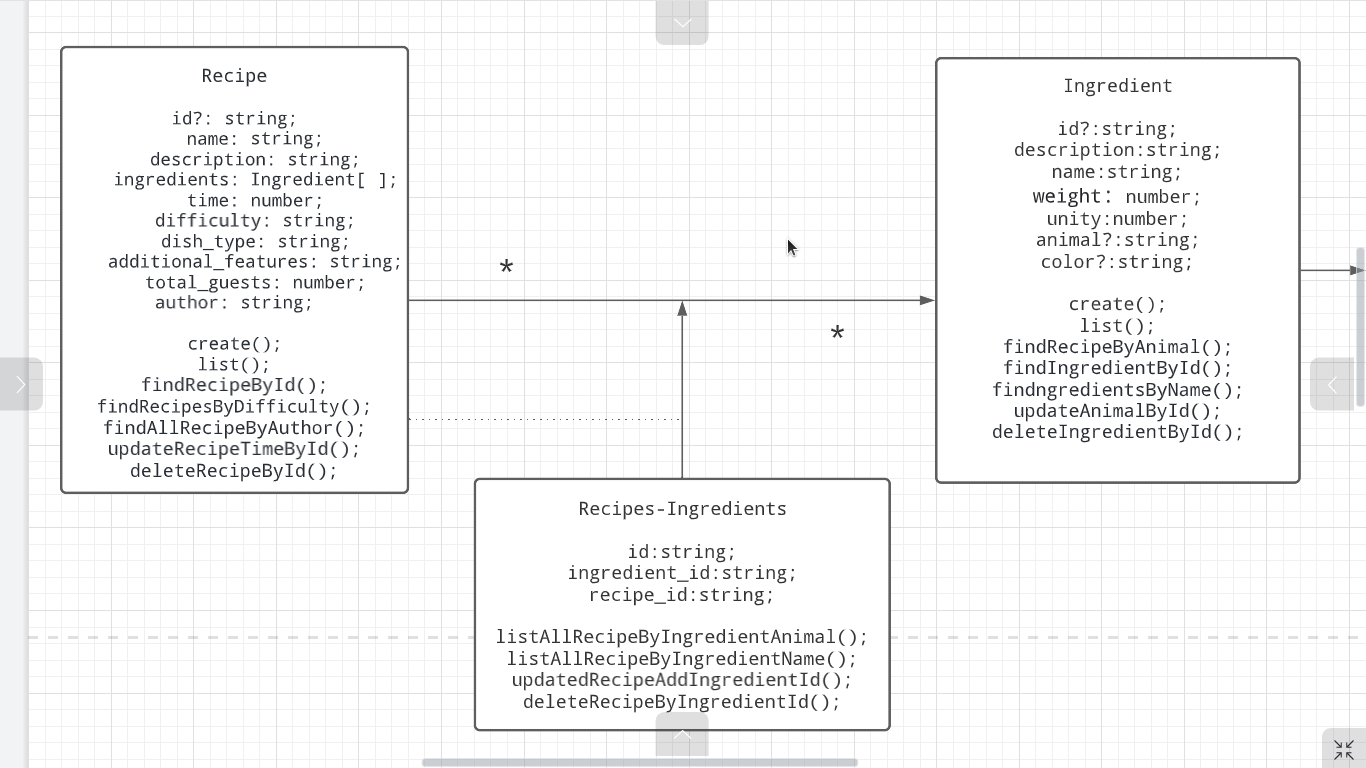 Recipe
id?: string;
name: string;
description: string;
ingredients: Ingredient[ ];
time: number;
difficulty: string;
dish_type: string;
additional_features: string;
total_guests: number;
author: string;
create();
list();
findRecipeById();
findRecipesByDifficulty();
findAllRecipeByAuthor();
updateRecipeTimeById();
deleteRecipeById();
*
*
Ingredient
id?:string;
description:string;
name:string;
weight: number;
unity:number;
animal?:string;
color?:string;
create();
list();
findRecipeByAnimal();
findIngredientById();
findngredientsByName();
updateAnimalById();
deleteIngredientById();
Recipes-Ingredients
id:string;
ingredient_id:string;
recipe_id:string;
listAllRecipeByIngredientAnimal();
listAllRecipeByIngredientName();
updatedRecipeAddIngredientId();
deleteRecipeByIngredientId();